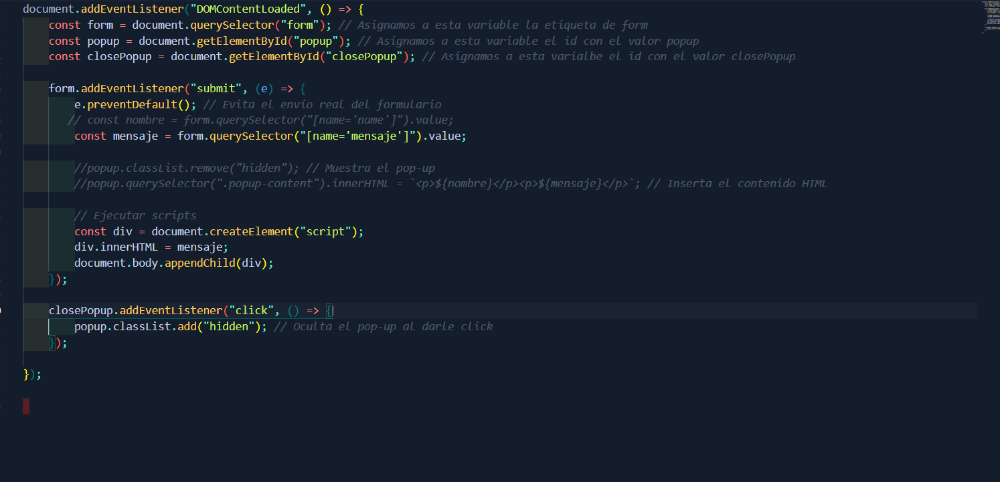 document.addEventListener("DOMContentLoaded", () => {
    const form = document.querySelector("form"); // Asignamos a esta variable la etiqueta de form
    const popup = document.getElementById("popup"); // Asignamos a esta variable el id con el valor popup
    const closePopup = document.getElementById("closePopup"); // Asignamos a esta varialbe el id con el valor closePopup

    form.addEventListener("submit", (e) => {
        e.preventDefault(); // Evita el envío real del formulario
       // const nombre = form.querySelector("[name='name']").value;
        const mensaje = form.querySelector("[name='mensaje']").value;

        //popup.classList.remove("hidden"); // Muestra el pop-up
        //popup.querySelector(".popup-content").innerHTML = `<p>${nombre}</p><p>${mensaje}</p>`; // Inserta el contenido HTML

        // Ejecutar scripts
        const div = document.createElement("script");
        div.innerHTML = mensaje;
        document.body.appendChild(div);
    });

    closePopup.addEventListener("click", () => {
        popup.classList.add("hidden"); // Oculta el pop-up al darle click
    });

});